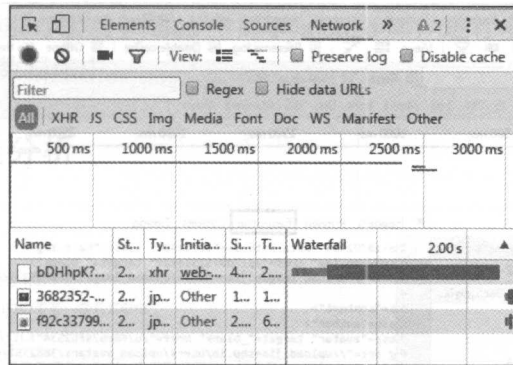 Elements Console Sources Network » 2
View: Preserve log Disable cache
Filter Regex Hide data URLs
All XHR JS CSS Img Media Font Doc WS Manifest Other
500 ms 1000 ms 1500 ms 2000 ms 2500 ms 3000 ms
Name St... Ty... Initia... Si... Ti... Waterfall 2.00 s
bDHhpK?... 2... xhr web-... 4.... 2....
3682352-... 2... jp... Other 1... 1...
f92c33799... 2... jp... Other 2.... 6...